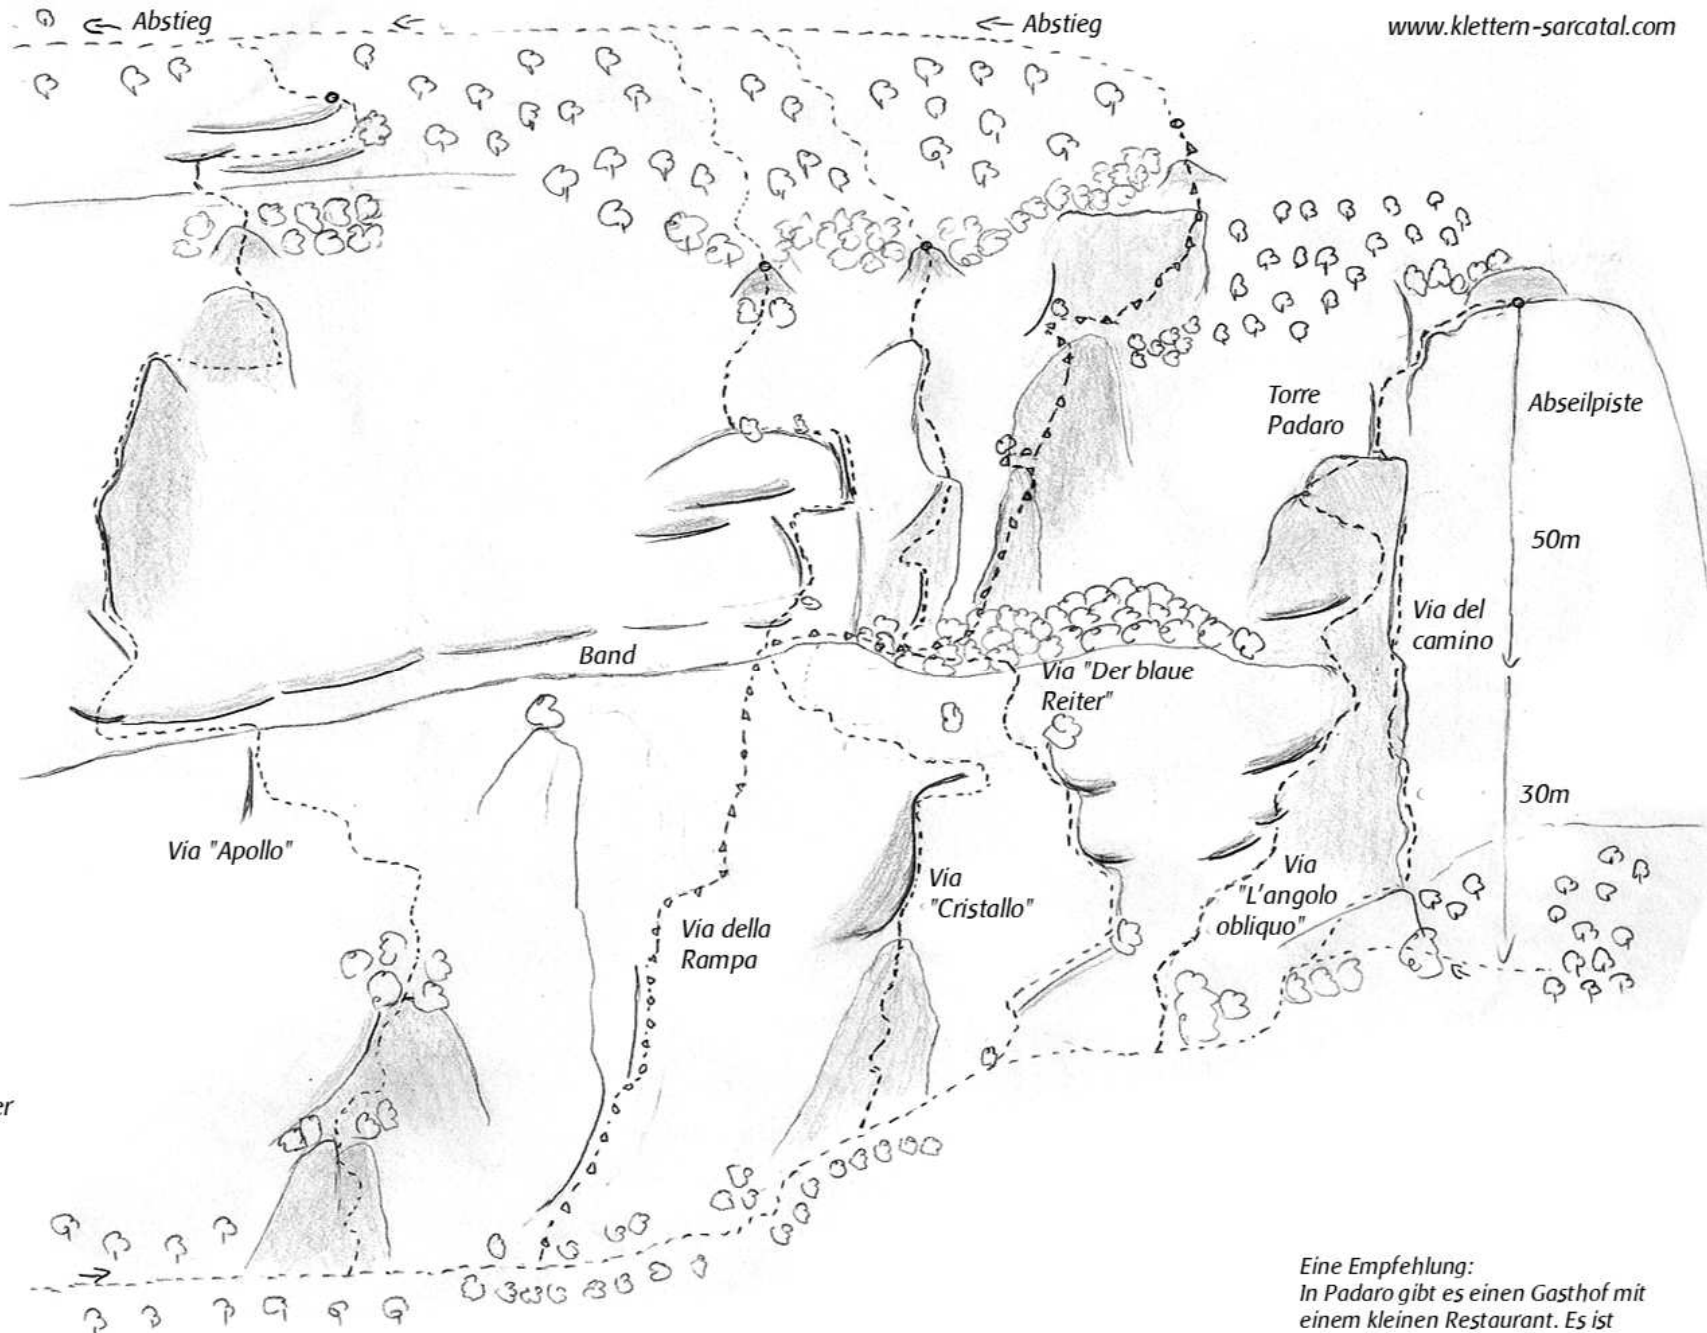 ← Abstieg
←
← Abstieg
www.klettern-sarcatal.com
Torre
Padaro
Abseilpiste
50m
Via del
camino
Band
Via "Der blaue
Reiter"
30m
Via "Apollo"
Via
"Cristallo"
Via
"L'angolo
obliquo"
Via della
Rampa
er
Eine Empfehlung:
In Padaro gibt es einen Gasthof mit
einem kleinen Restaurant. Es ist